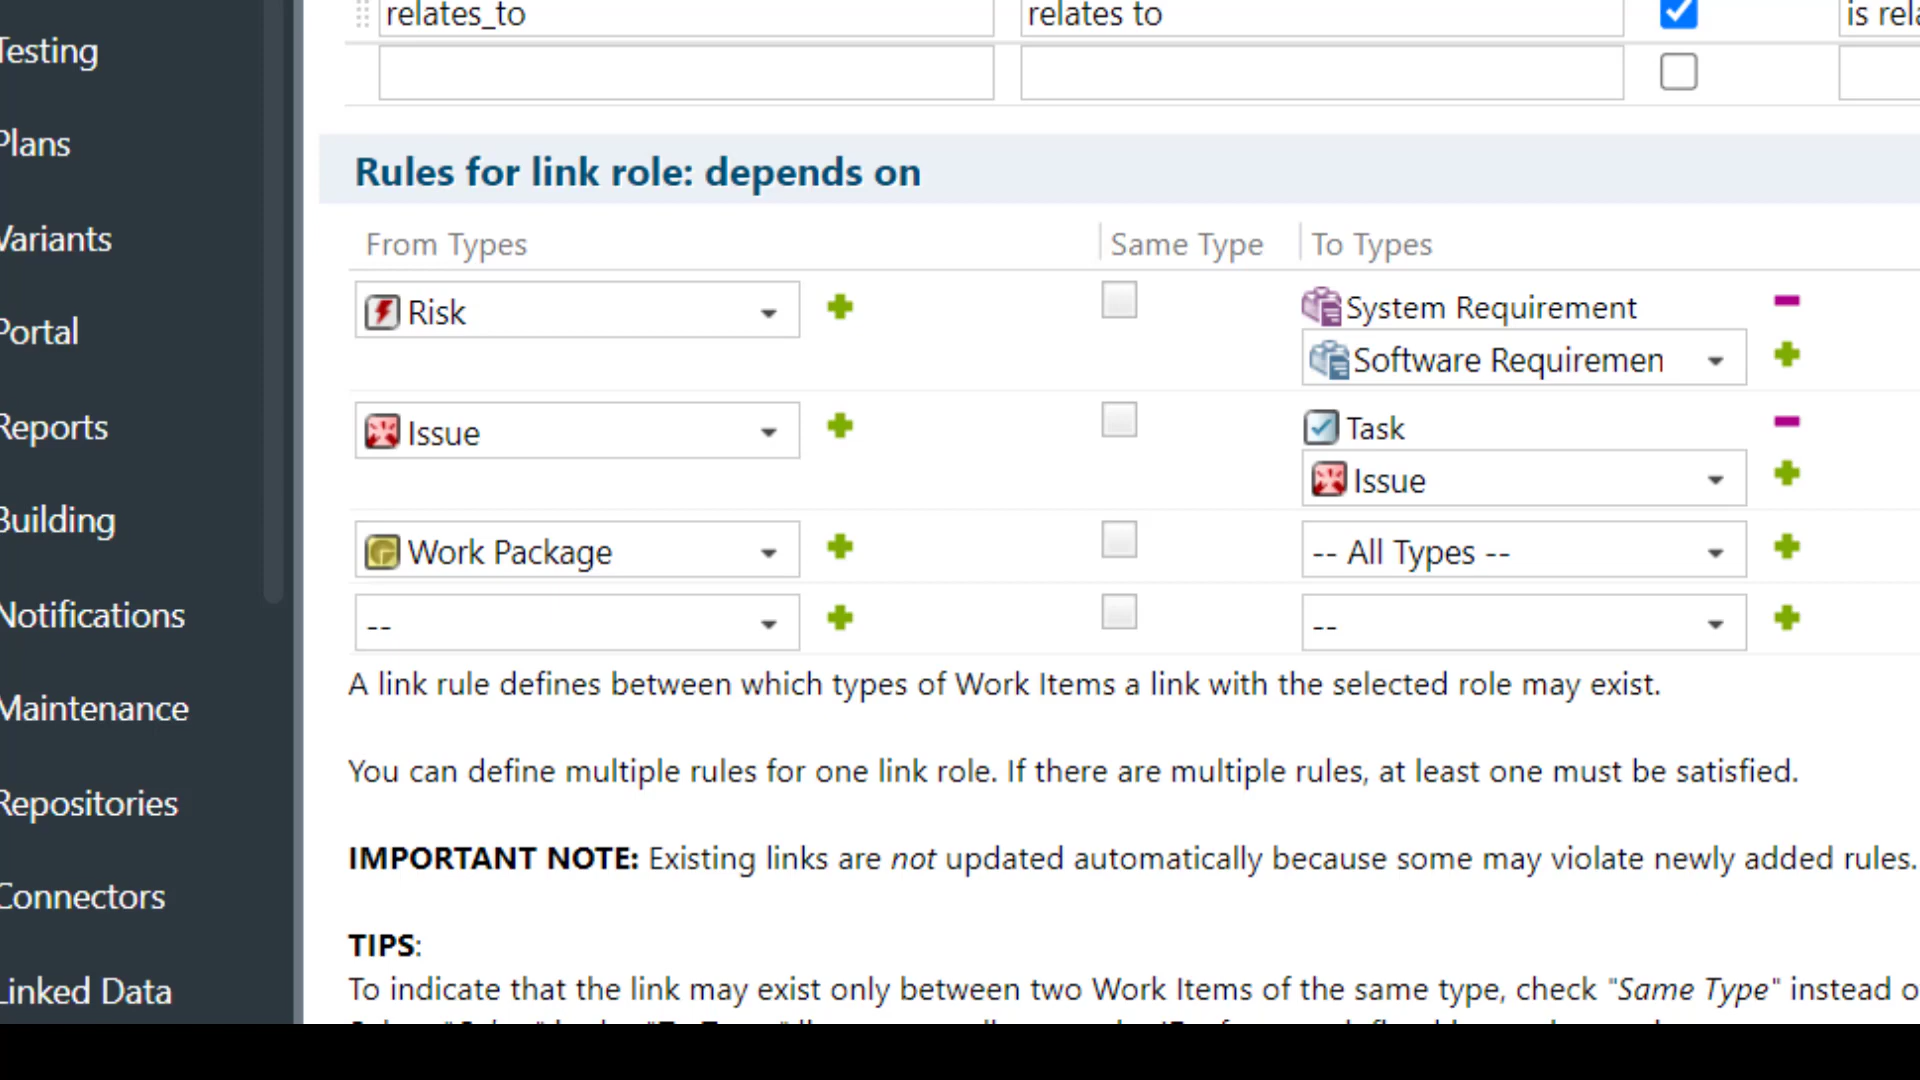 relates_to relates to is rela
Testing
Plans
Variants
Portal
Reports
Building
Notifications
Maintenance
Repositories
Connectors
Linked Data
Rules for link role: depends on
From Types Same Type To Types
Risk System Requirement
Software Requiremen
Issue Task
Issue
Work Package -- All Types --
-- --
A link rule defines between which types of Work Items a link with the selected role may exist.
You can define multiple rules for one link role. If there are multiple rules, at least one must be satisfied.
IMPORTANT NOTE: Existing links are not updated automatically because some may violate newly added rules.
TIPS:
To indicate that the link may exist only between two Work Items of the same type, check "Same Type" instead o